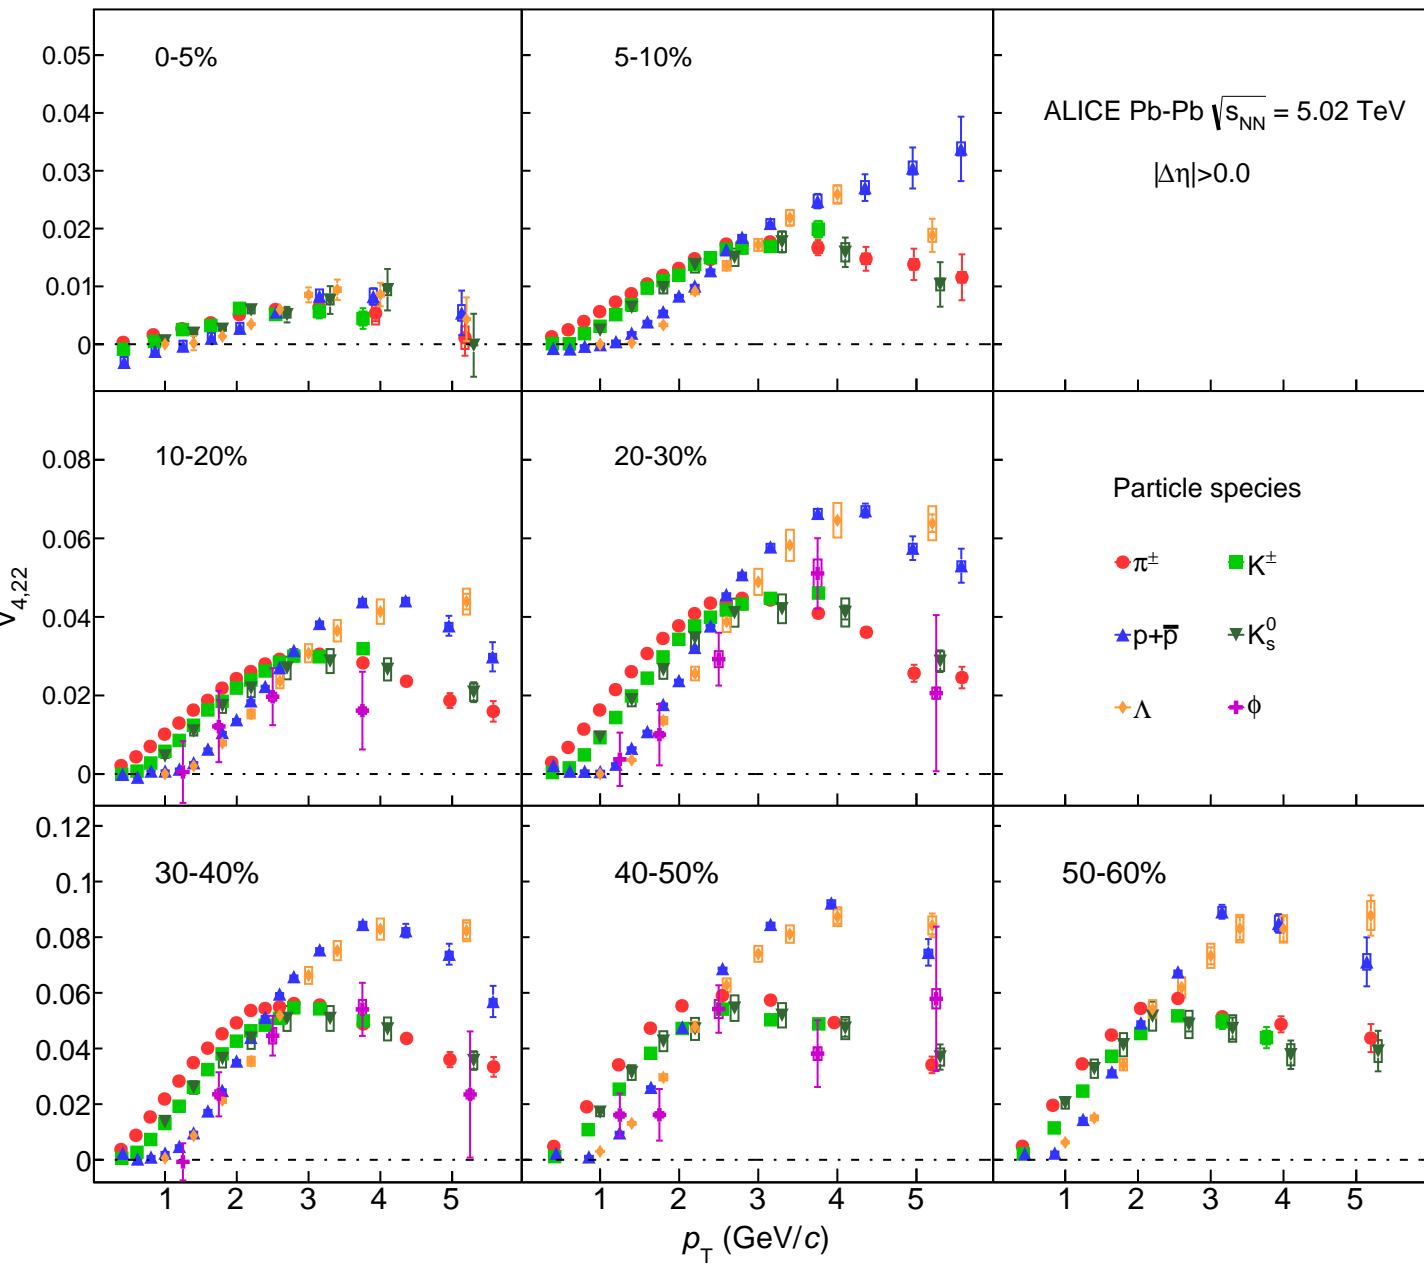 0-5%
5-10%
ALICE Pb-Pb √sNN = 5.02 TeV
|Δη|>0.0
0.05
0.04
0.03
0.02
0.01
0
10-20%
20-30%
Particle species
π±
K±
p+p̅
K0s
Λ
ϕ
0.08
0.06
0.04
0.02
0
v4,22
30-40%
40-50%
50-60%
0.12
0.1
0.08
0.06
0.04
0.02
0
1 2 3 4 5 1 2 3 4 5 1 2 3 4 5
pT (GeV/c)